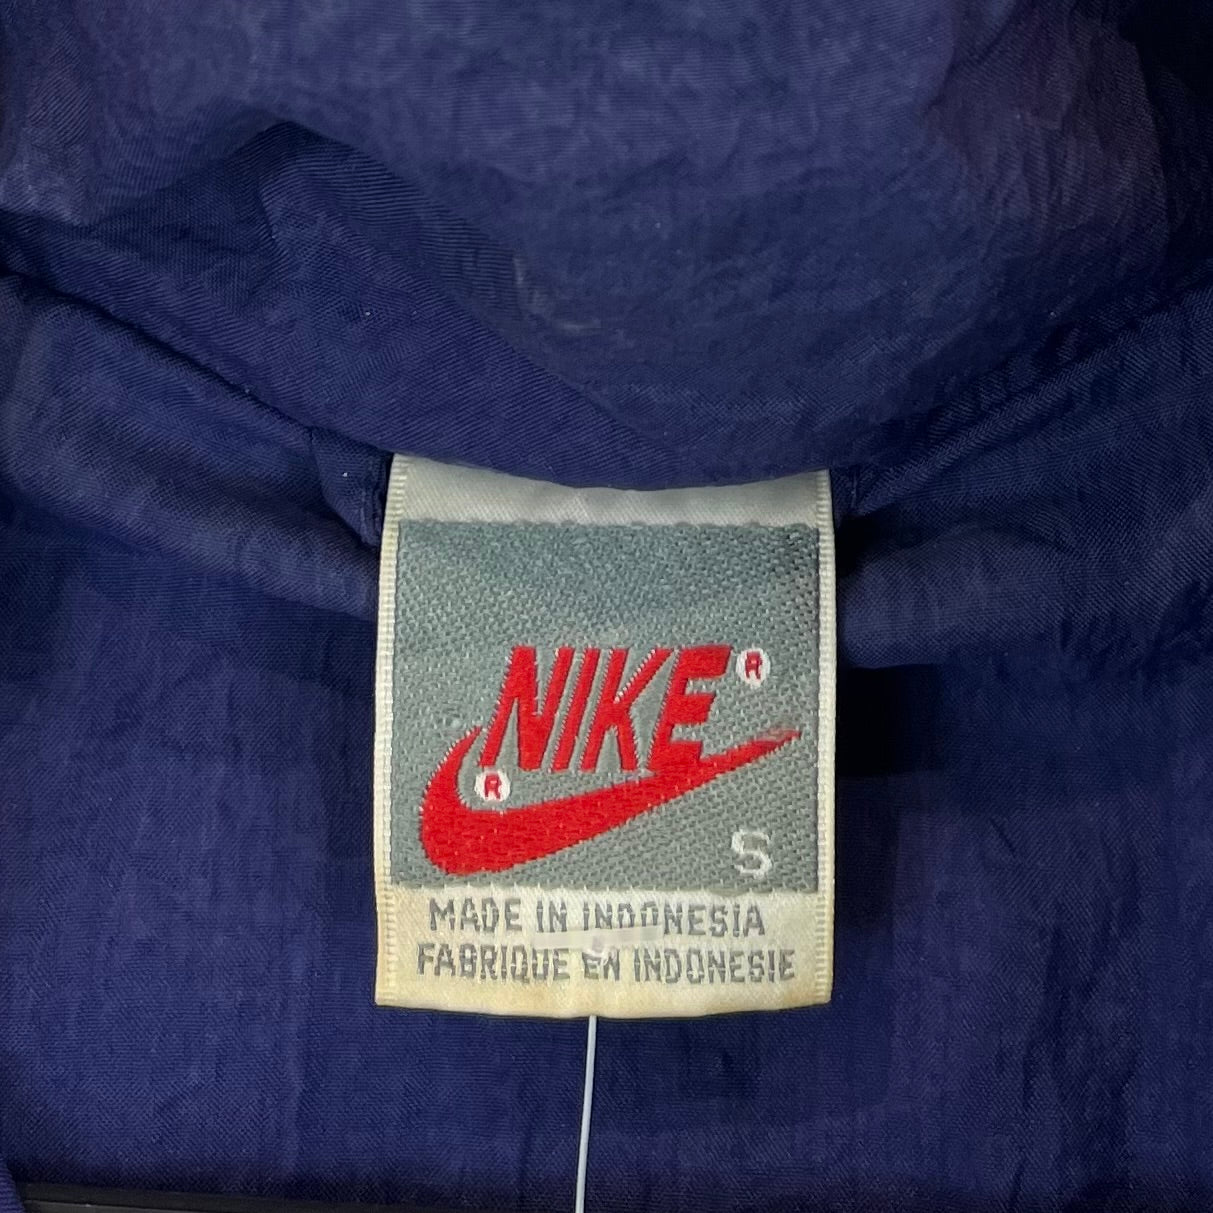 NIKE ®
®
S
MADE IN INDONESIA
FABRIQUE EN INDONESIE